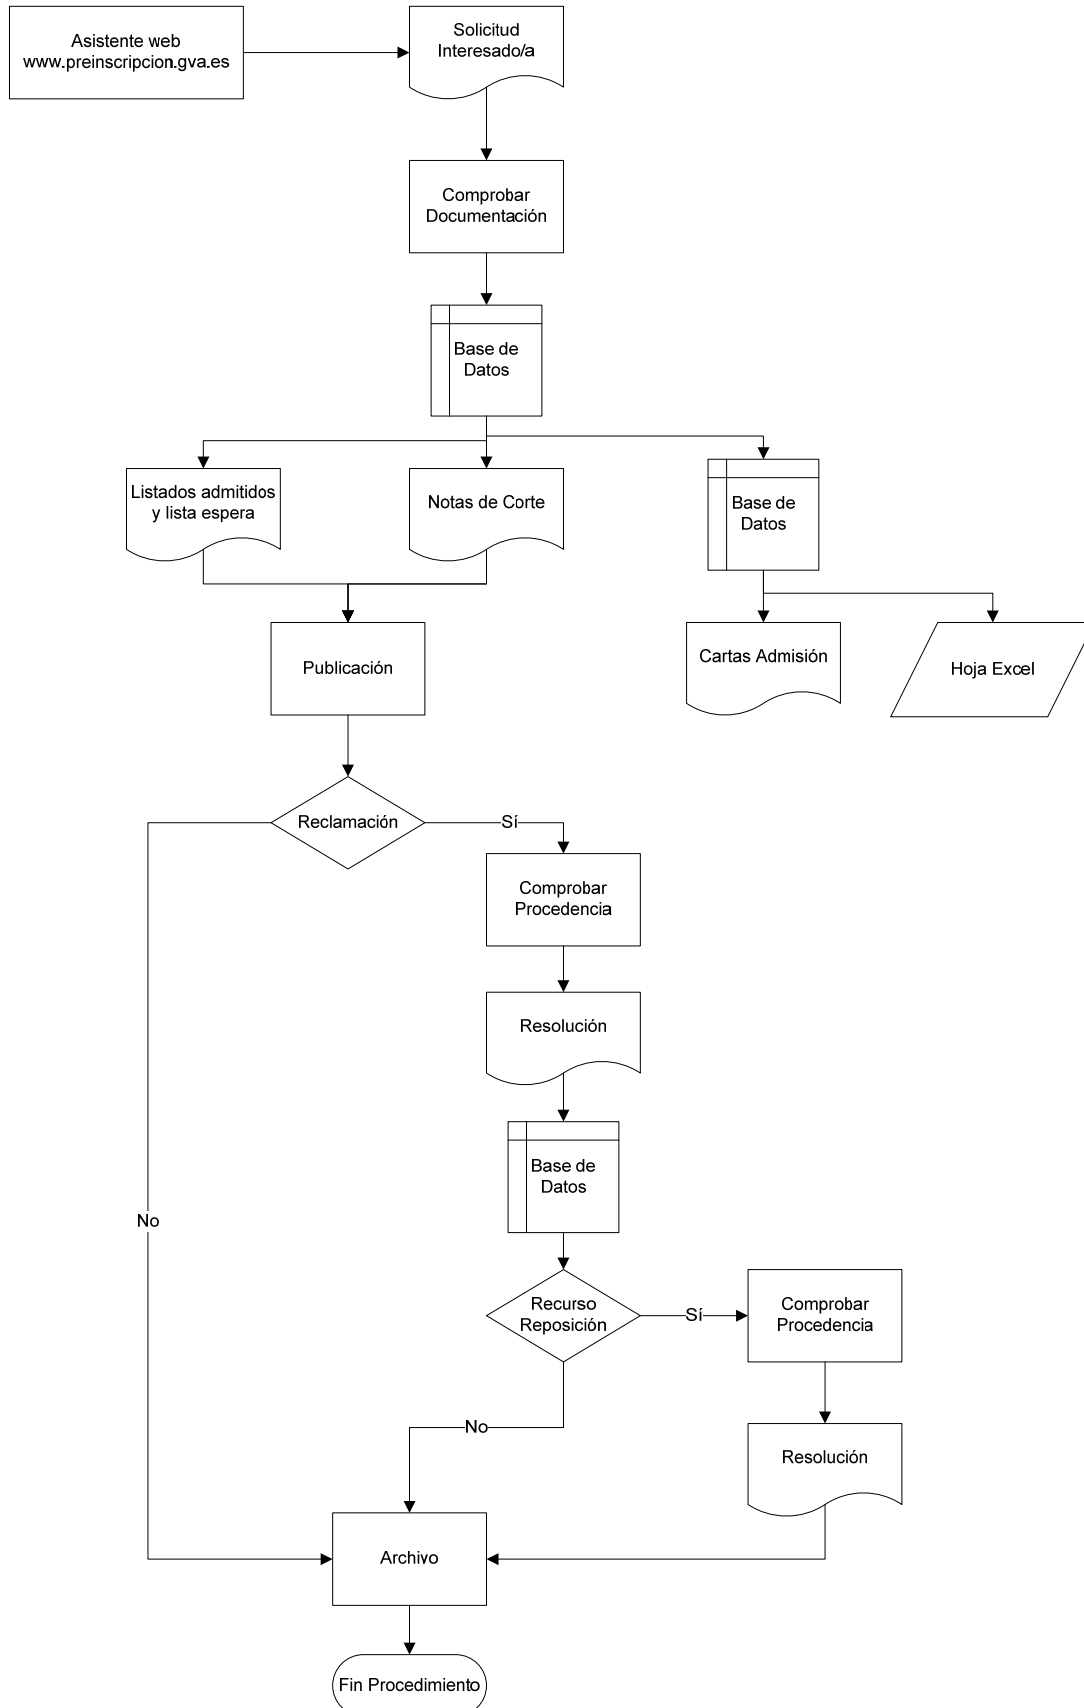 Asistente web
www.preinscripcion.gva.es
Solicitud
Interesado/a
Comprobar
Documentación
Base de
Datos
Listados admitidos
y lista espera
Notas de Corte
Base de
Datos
Publicación
Cartas Admisión
Hoja Excel
Reclamación
Sí
Comprobar
Procedencia
Resolución
Base de
Datos
No
Recurso
Reposición
Sí
Comprobar
Procedencia
No
Resolución
Archivo
Fin Procedimiento